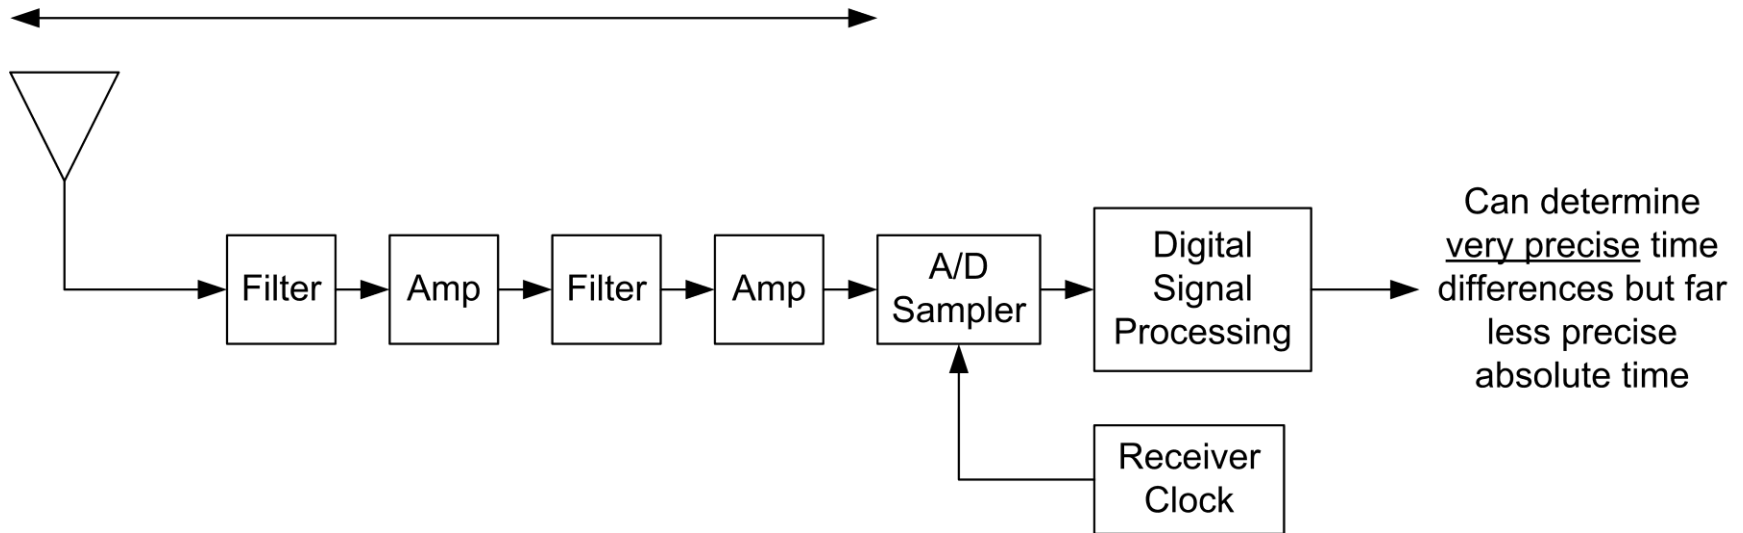 Filter
Amp
Filter
Amp
A/D
Sampler
Digital
Signal
Processing
Can determine
very precise time
differences but far
less precise
absolute time
Receiver
Clock